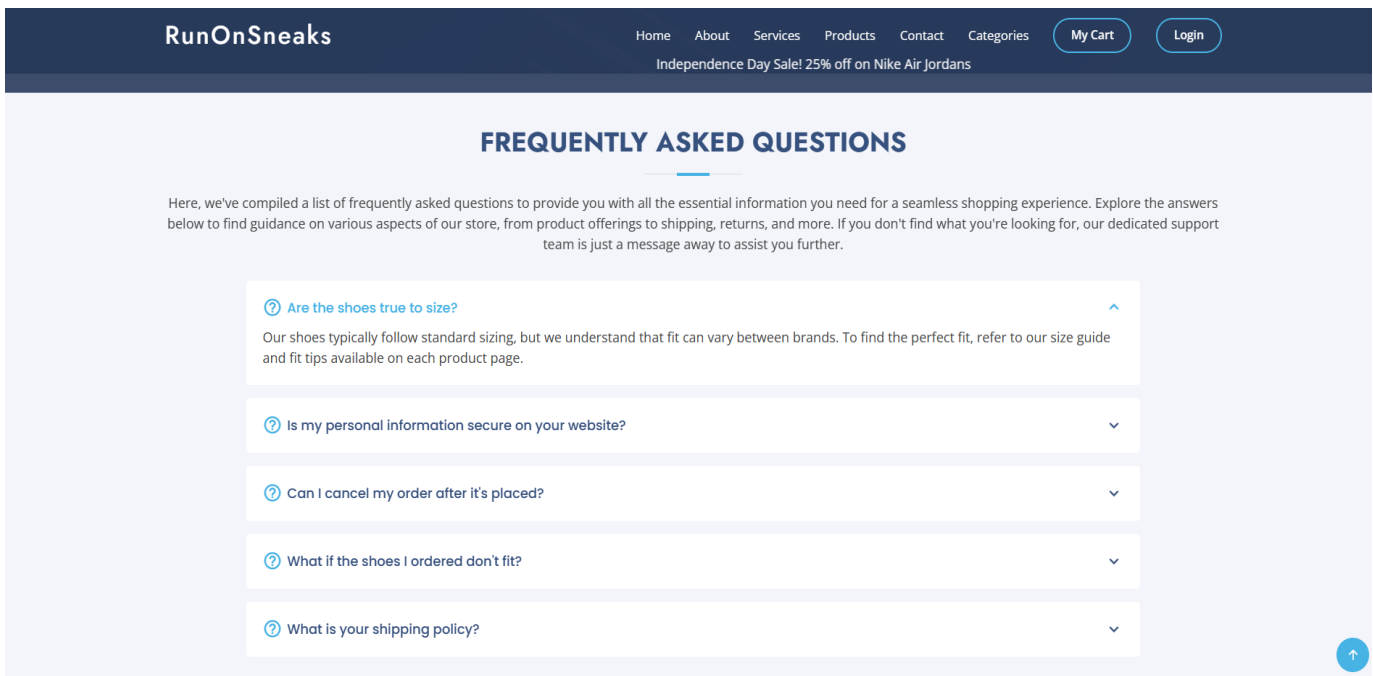 RunOnSneaks
Home About Services Products Contact Categories My Cart Login
Independence Day Sale! 25% off on Nike Air Jordans
FREQUENTLY ASKED QUESTIONS
Here, we've compiled a list of frequently asked questions to provide you with all the essential information you need for a seamless shopping experience. Explore the answers
below to find guidance on various aspects of our store, from product offerings to shipping, returns, and more. If you don't find what you're looking for, our dedicated support
team is just a message away to assist you further.
Are the shoes true to size?
Our shoes typically follow standard sizing, but we understand that fit can vary between brands. To find the perfect fit, refer to our size guide
and fit tips available on each product page.
Is my personal information secure on your website?
Can I cancel my order after it's placed?
What if the shoes I ordered don't fit?
What is your shipping policy?